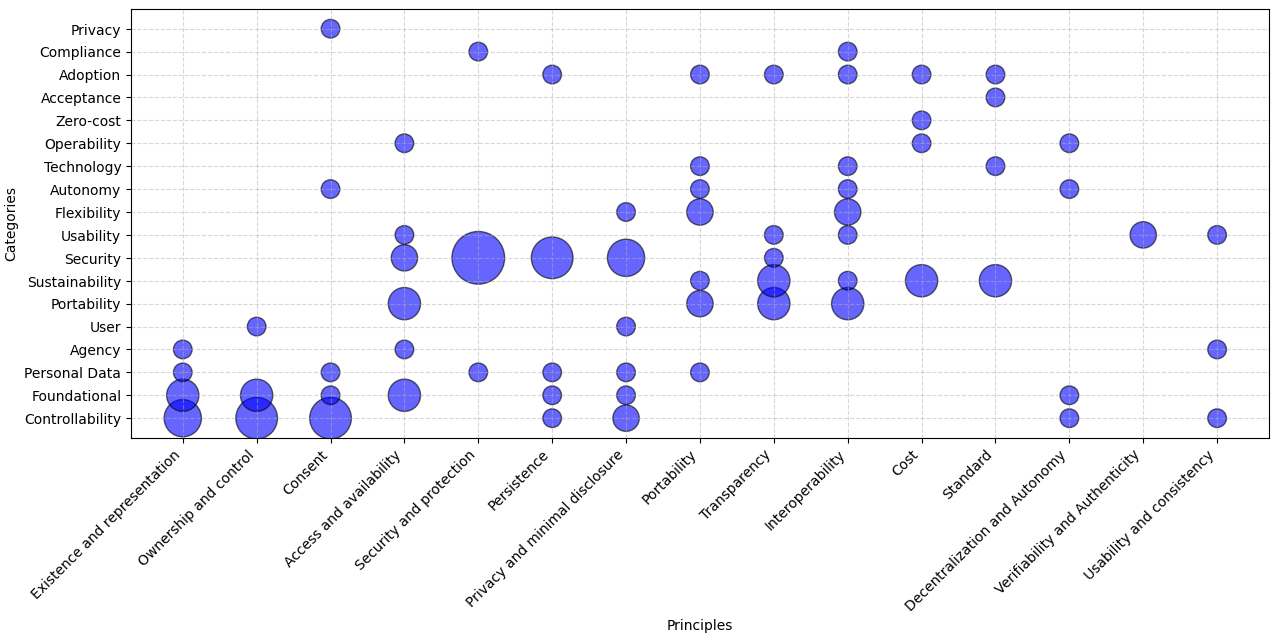 Privacy
Compliance
Adoption
Acceptance
Zero-cost
Operability
Technology
Autonomy
Flexibility
Usability
Security
Sustainability
Portability
User
Agency
Personal Data
Foundational
Controllability
Categories
Existence and representation
Ownership and control
Consent
Access and availability
Security and protection
Persistence
Privacy and minimal disclosure
Portability
Transparency
Interoperability
Cost
Standard
Decentralization and Autonomy
Verifiability and Authenticity
Usability and consistency
Principles